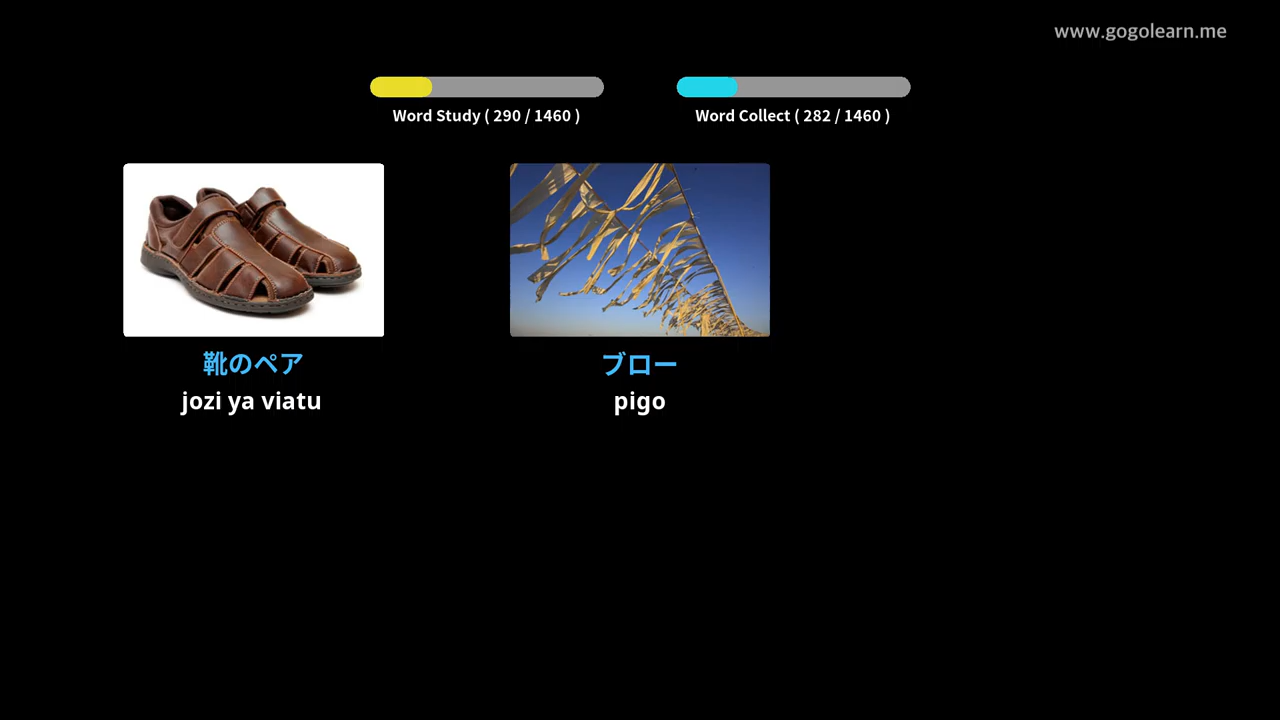 www.gogolearn.me
Word Study ( 290 / 1460 )
Word Collect ( 282 / 1460 )
靴のペア
jozi ya viatu
ブロー
pigo